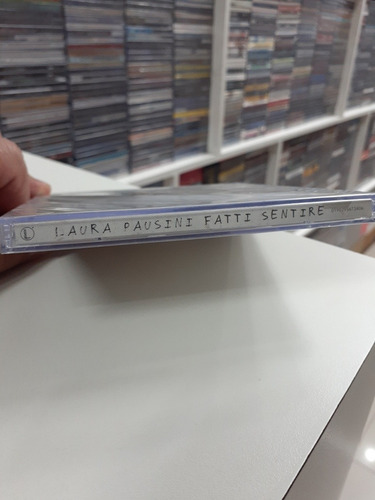 LAURA PAUSINI FATTI SENTIRE